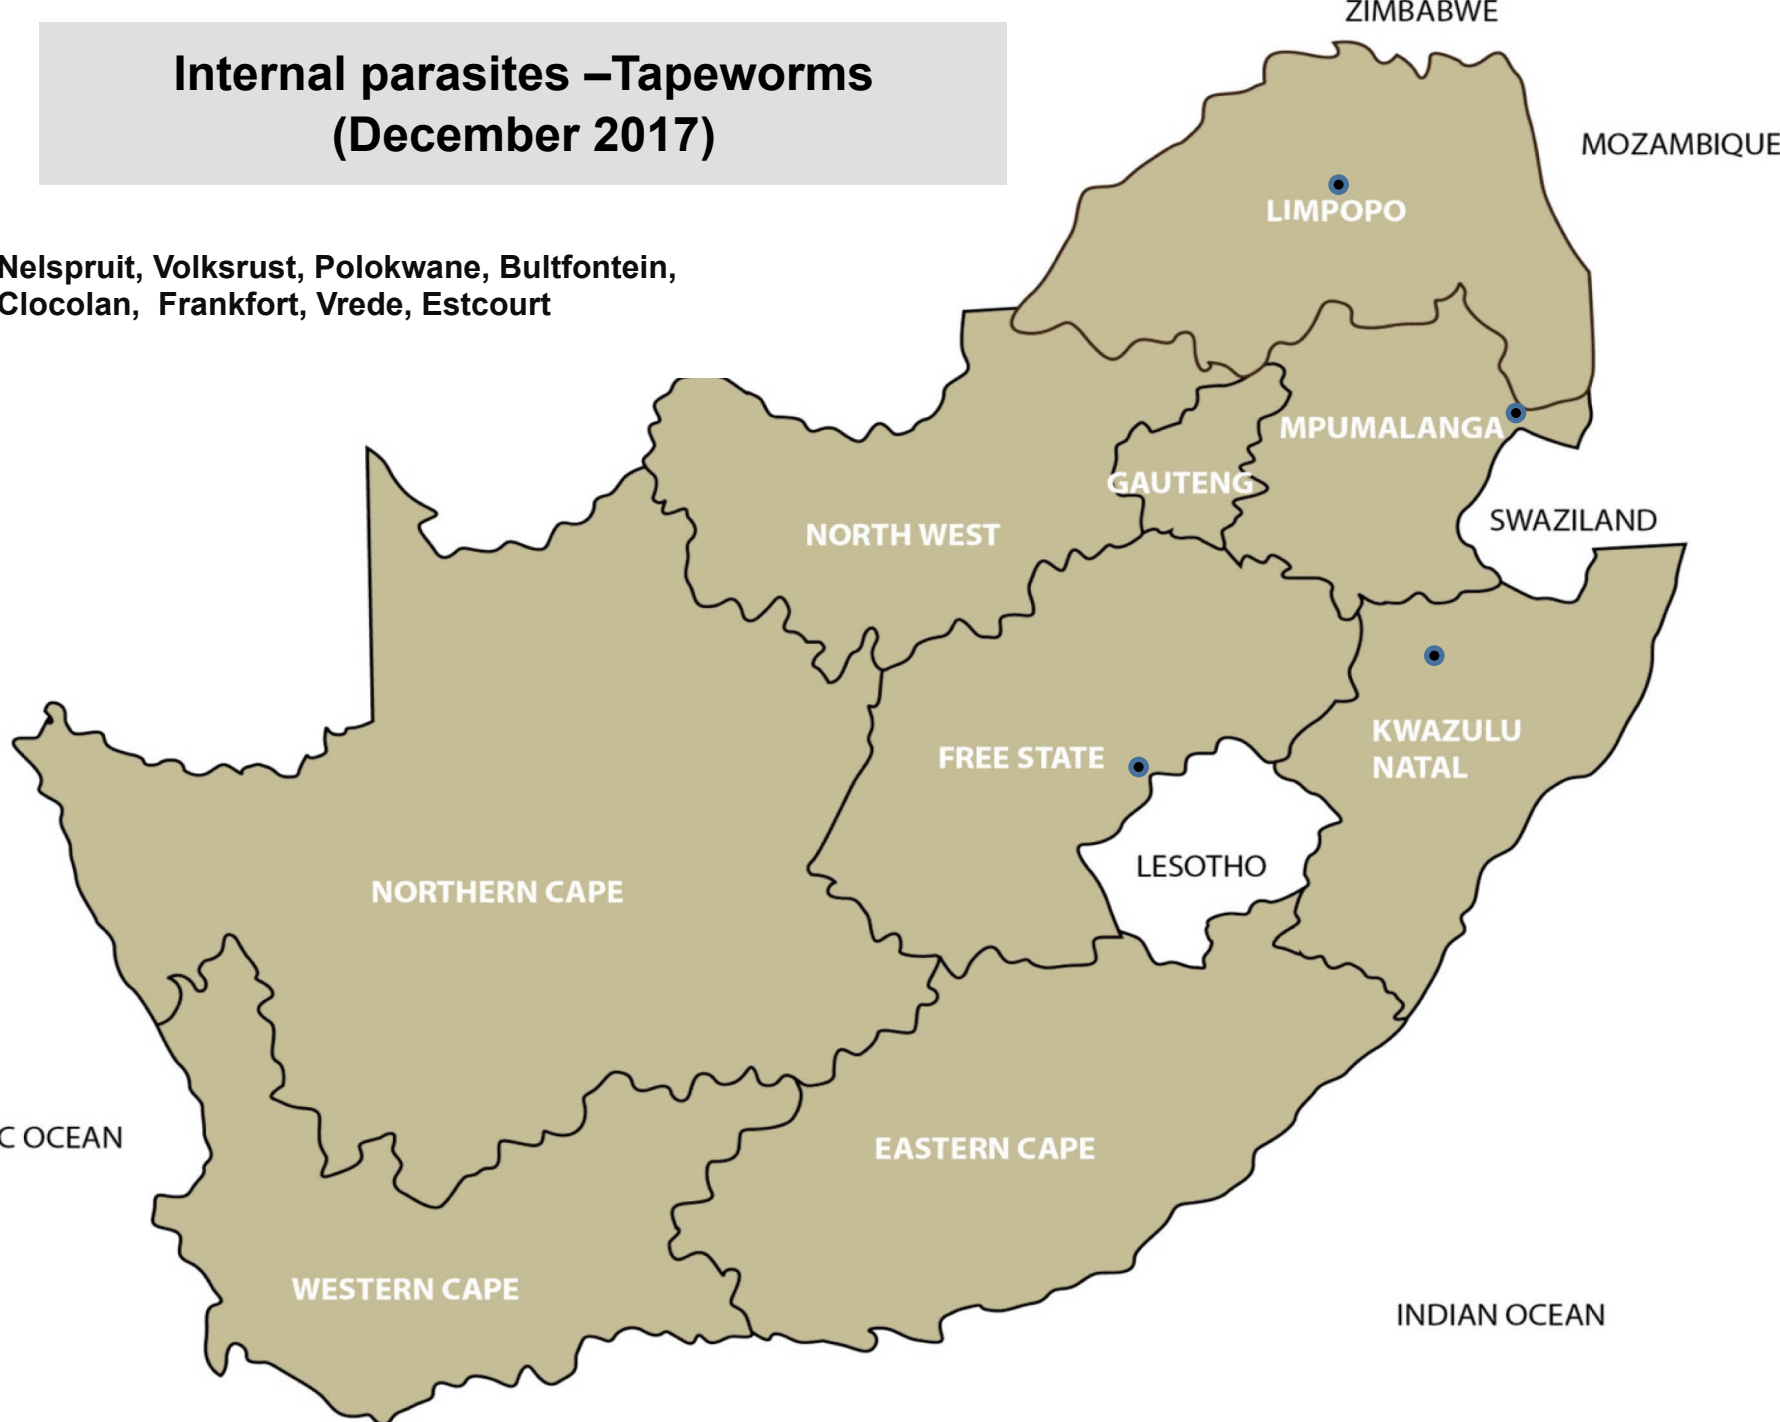 ZIMBABWE
Internal parasites –Tapeworms
(December 2017)
MOZAMBIQUE
LIMPOPO
Nelspruit, Volksrust, Polokwane, Bultfontein,
Clocolan,  Frankfort, Vrede, Estcourt
MPUMALANGA
GAUTENG
SWAZILAND
NORTH WEST
KWAZULU
NATAL
FREE STATE
LESOTHO
NORTHERN CAPE
C OCEAN
EASTERN CAPE
WESTERN CAPE
INDIAN OCEAN